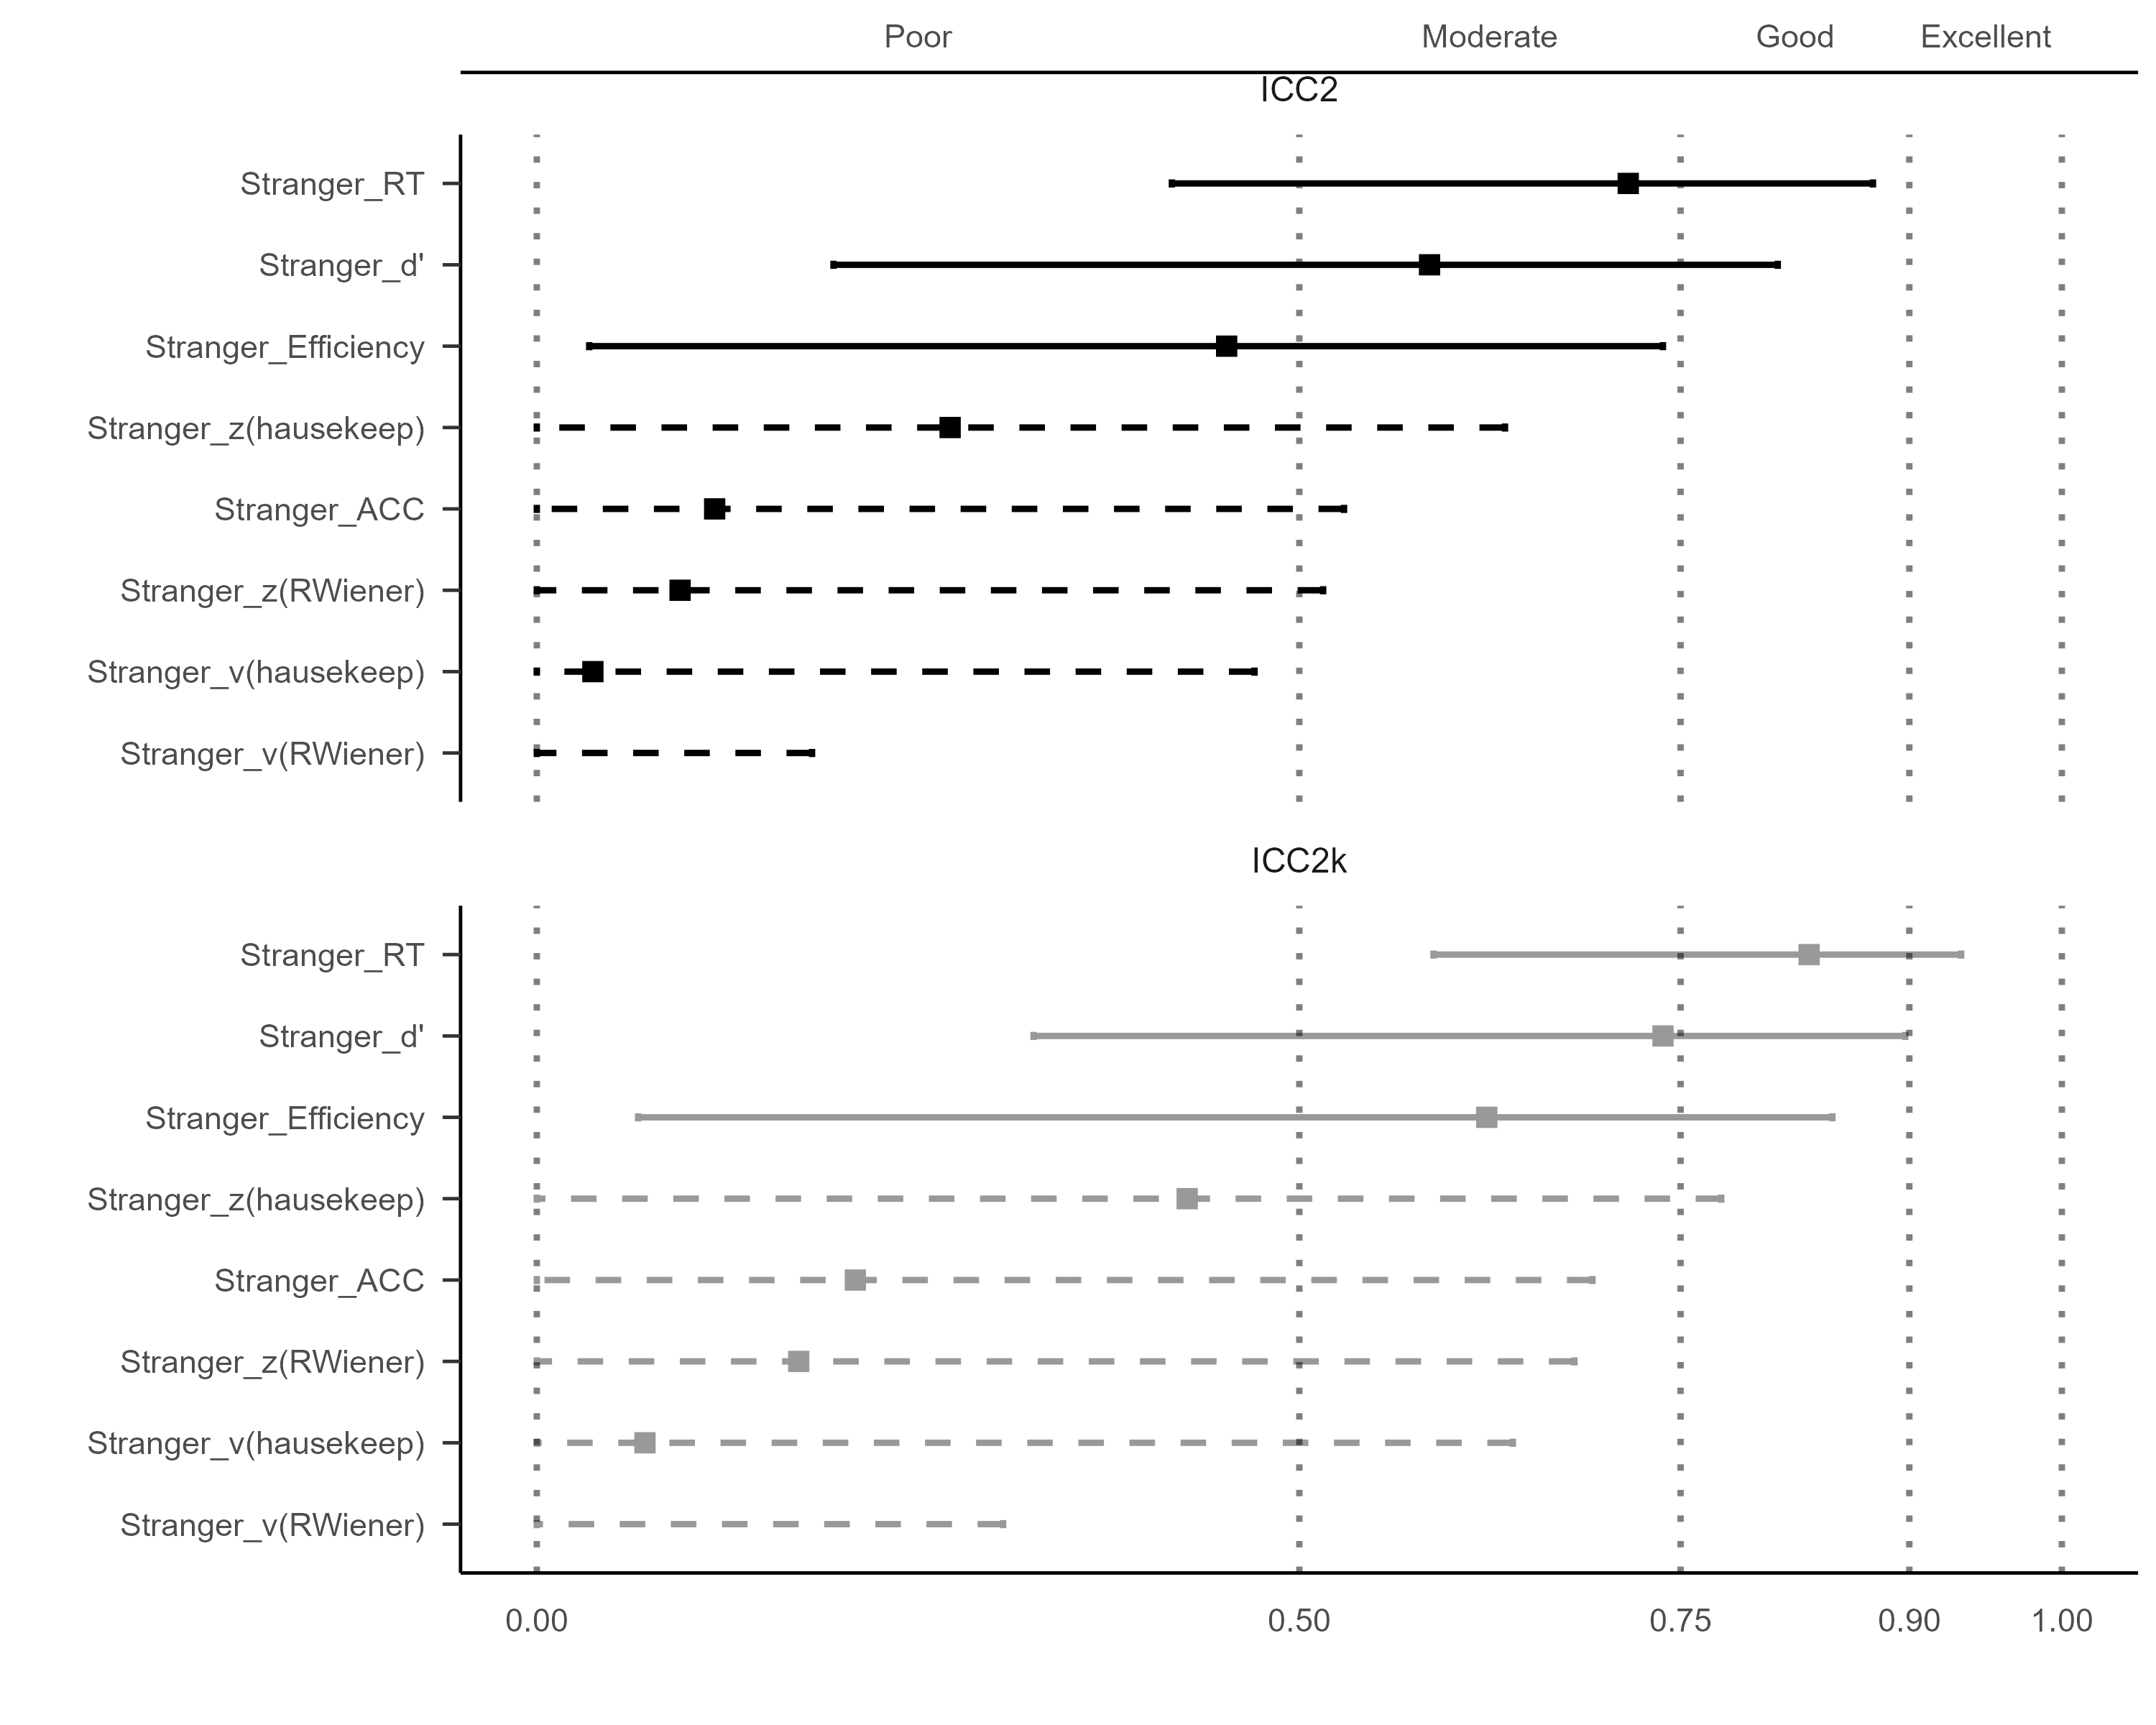 Poor Moderate Good Excellent
ICC2
Stranger_RT
Stranger_d'
Stranger_Efficiency
Stranger_z(hausekeep)
Stranger_ACC
Stranger_z(RWiener)
Stranger_v(hausekeep)
Stranger_v(RWiener)
ICC2k
Stranger_RT
Stranger_d'
Stranger_Efficiency
Stranger_z(hausekeep)
Stranger_ACC
Stranger_z(RWiener)
Stranger_v(hausekeep)
Stranger_v(RWiener)
0.00 0.50 0.75 0.90 1.00